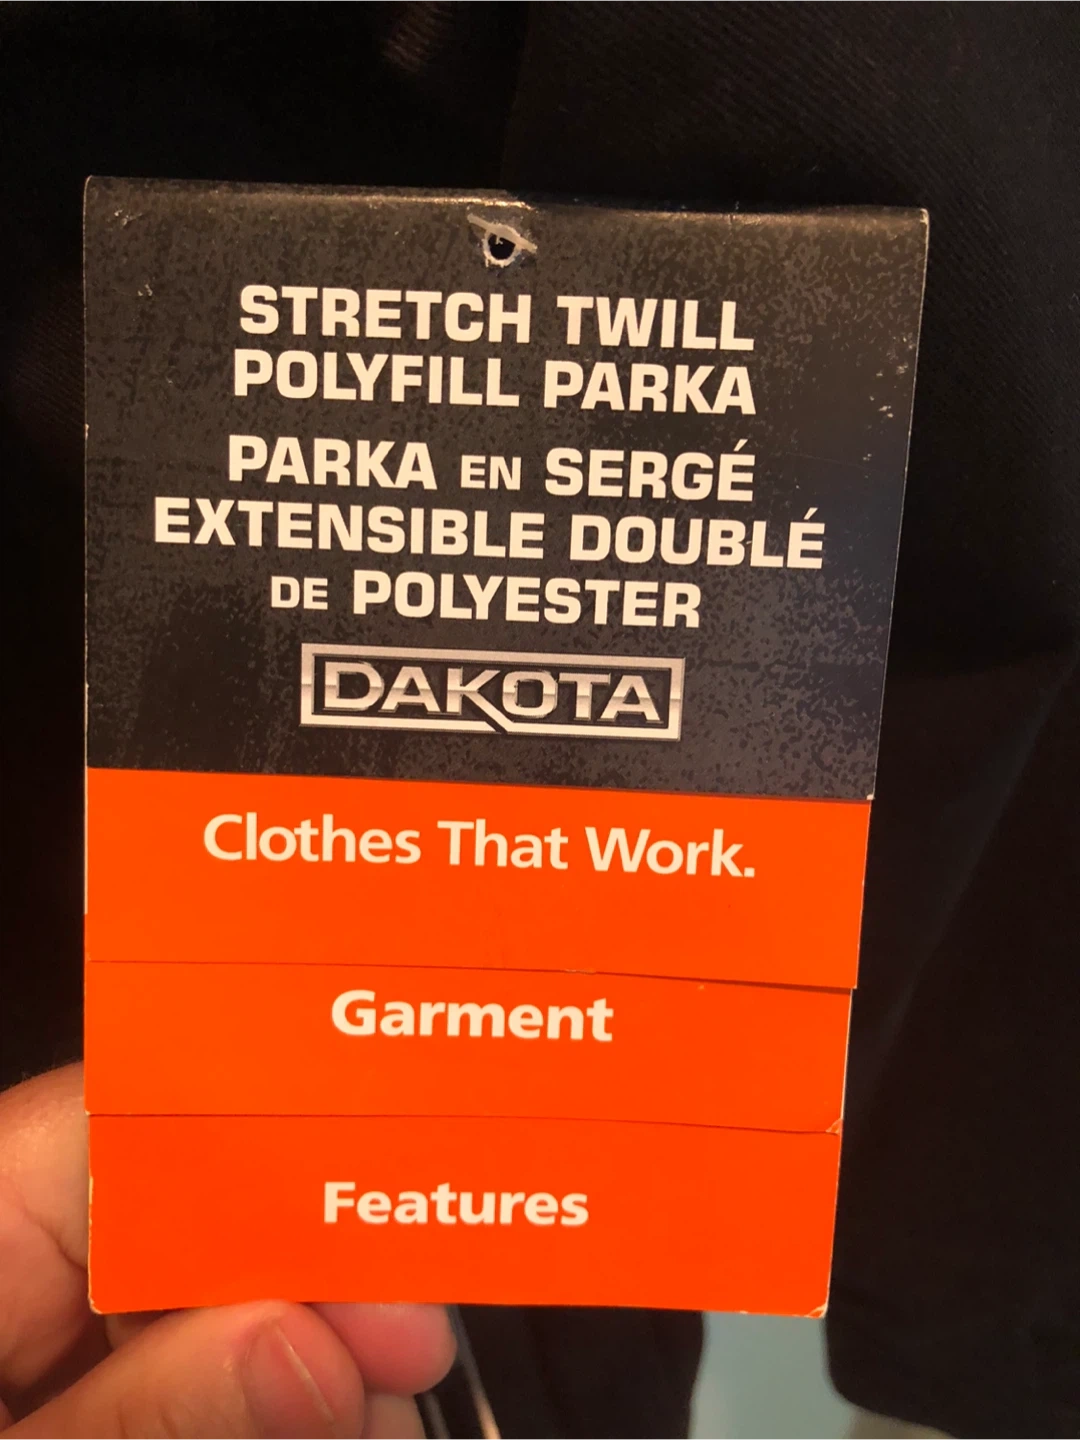 STRETCH TWILL
POLYFILL PARKA
PARKA EN SERGÉ
EXTENSIBLE DOUBLÉ
DE POLYESTER
DAKOTA
Clothes That Work.
Garment
Features